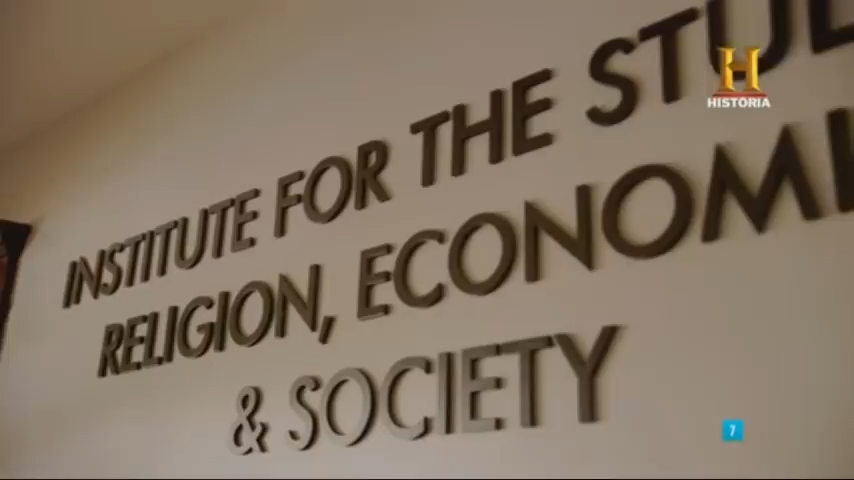 INSTITUTE FOR THE STU
RELIGION, ECONOMI
& SOCIETY
H
HISTORIA
7